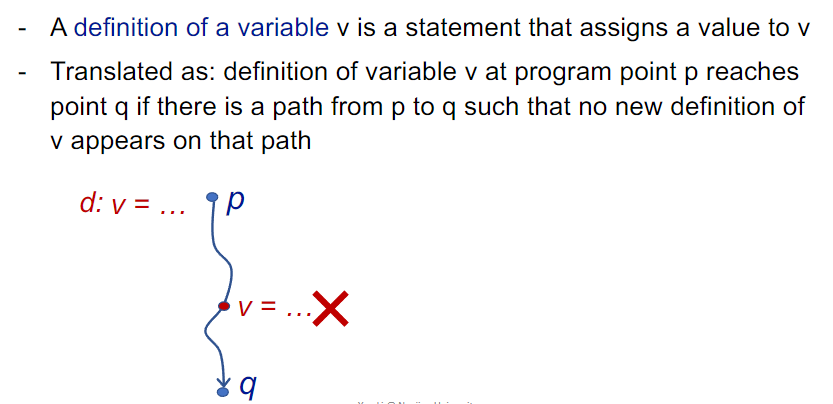 - A definition of a variable v is a statement that assigns a value to v
- Translated as: definition of variable v at program point p reaches
point q if there is a path from p to q such that no new definition of
v appears on that path
d: v = ... p
v = ...
q